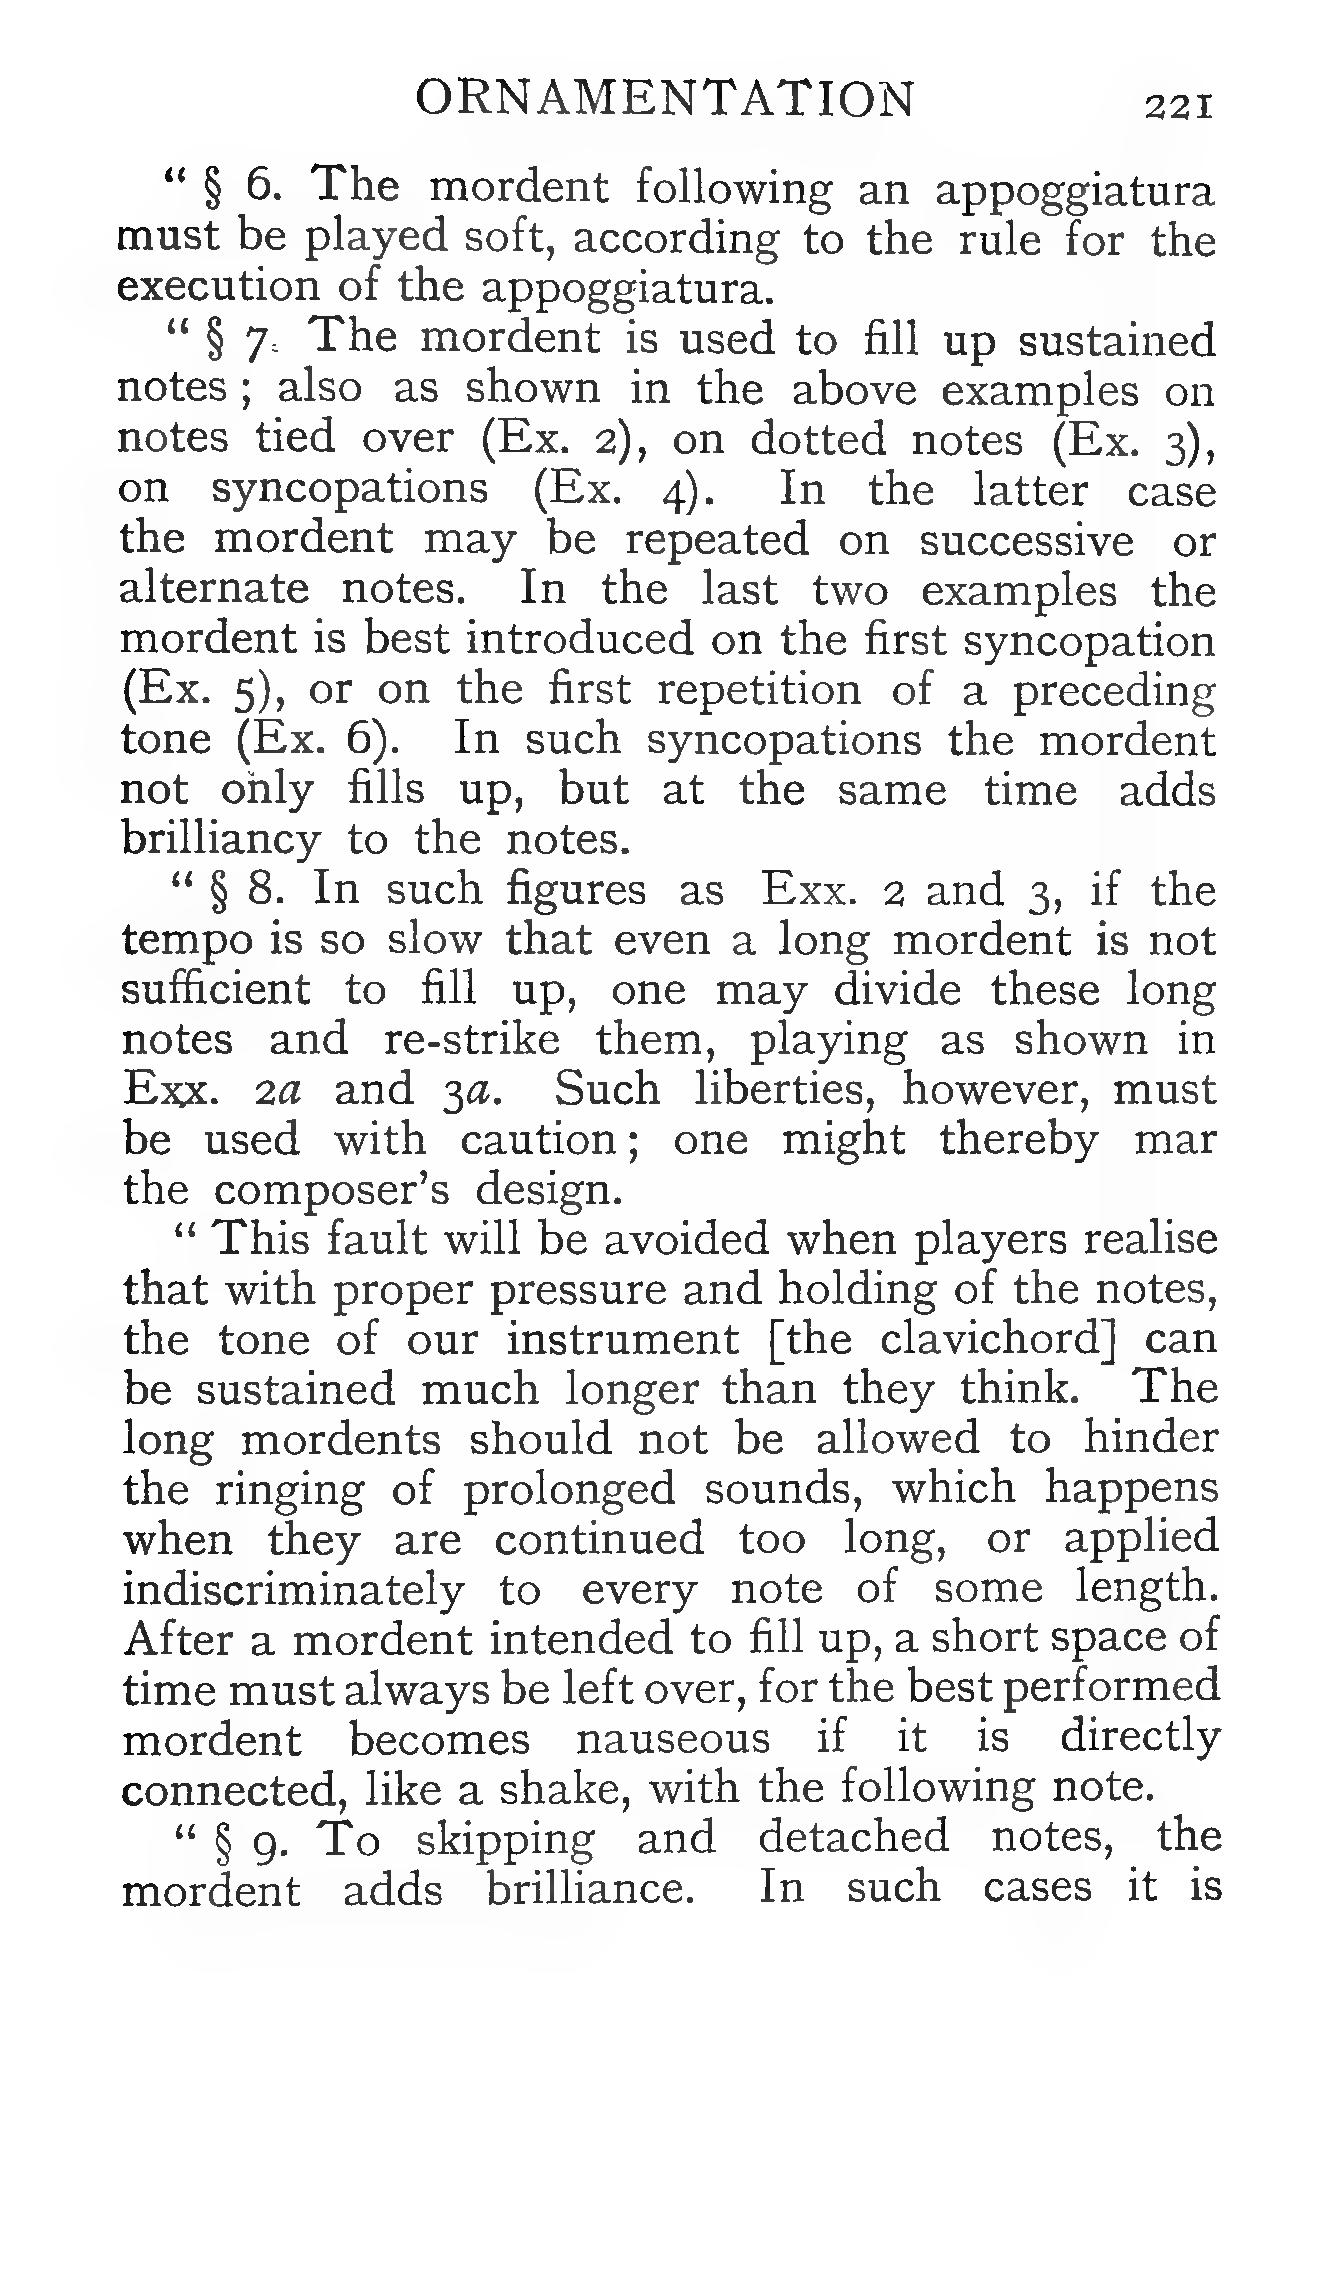 ORNAMENTATION 221
“ § 6. The mordent following an appoggiatura
must be played soft, according to the rule for the
execution of the appoggiatura.
“ § 7. The mordent is used to fill up sustained
notes ; also as shown in the above examples on
notes tied over (Ex. 2), on dotted notes (Ex. 3),
on syncopations (Ex. 4). In the latter case
the mordent may be repeated on successive or
alternate notes. In the last two examples the
mordent is best introduced on the first syncopation
(Ex. 5), or on the first repetition of a preceding
tone (Ex. 6). In such syncopations the mordent
not only fills up, but at the same time adds
brilliancy to the notes.
“ § 8. In such figures as Exx. 2 and 3, if the
tempo is so slow that even a long mordent is not
sufficient to fill up, one may divide these long
notes and re-strike them, playing as shown in
Exx. 2a and 3a. Such liberties, however, must
be used with caution ; one might thereby mar
the composer’s design.
“ This fault will be avoided when players realise
that with proper pressure and holding of the notes,
the tone of our instrument [the clavichord] can
be sustained much longer than they think. The
long mordents should not be allowed to hinder
the ringing of prolonged sounds, which happens
when they are continued too long, or applied
indiscriminately to every note of some length.
After a mordent intended to fill up, a short space of
time must always be left over, for the best performed
mordent becomes nauseous if it is directly
connected, like a shake, with the following note.
“ § 9. To skipping and detached notes, the
mordent adds brilliance. In such cases it is